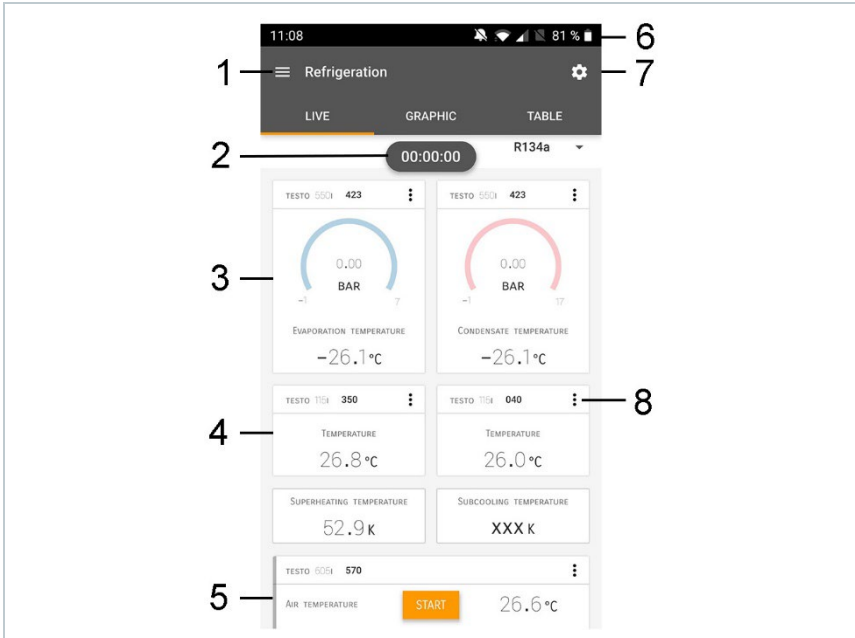 11:08 81 % 6
1 Refrigeration 7
LIVE GRAPHIC TABLE
2 00:00:00 R134a
TESTO 550I 423 TESTO 550I 423
3 0.00 0.00
BAR BAR
-1 7 -1 17
EVAPORATION TEMPERATURE CONDENSATE TEMPERATURE
-26.1°C -26.1°C
TESTO 115I 350 TESTO 115I 040 8
4 TEMPERATURE TEMPERATURE
26.8°C 26.0°C
SUPERHEATING TEMPERATURE SUBCOOLING TEMPERATURE
52.9 K XXX K
TESTO 605I 570
5 AIR TEMPERATURE START 26.6°C